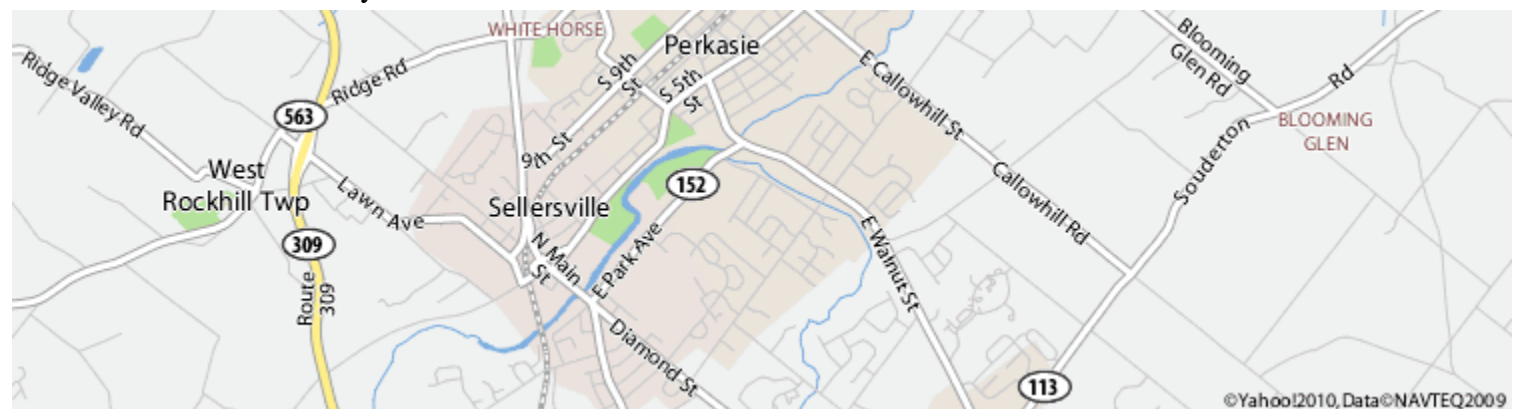 WHITE HORSE
Perkasie
Blooming
Glen Rd
Ridge Valley Rd
Ridge Rd
S 9th
St
S 5th
St
E Callowhill St
Rd
563
BLOOMING
GLEN
9th St
West
Rockhill Twp
Lawn Ave
152
Callowhill Rd
Souderton
Sellersville
309
N Main
St
E Park Ave
E Walnut St
Route
309
Diamond St
113
©Yahoo!2010, Data©NAVTEQ2009